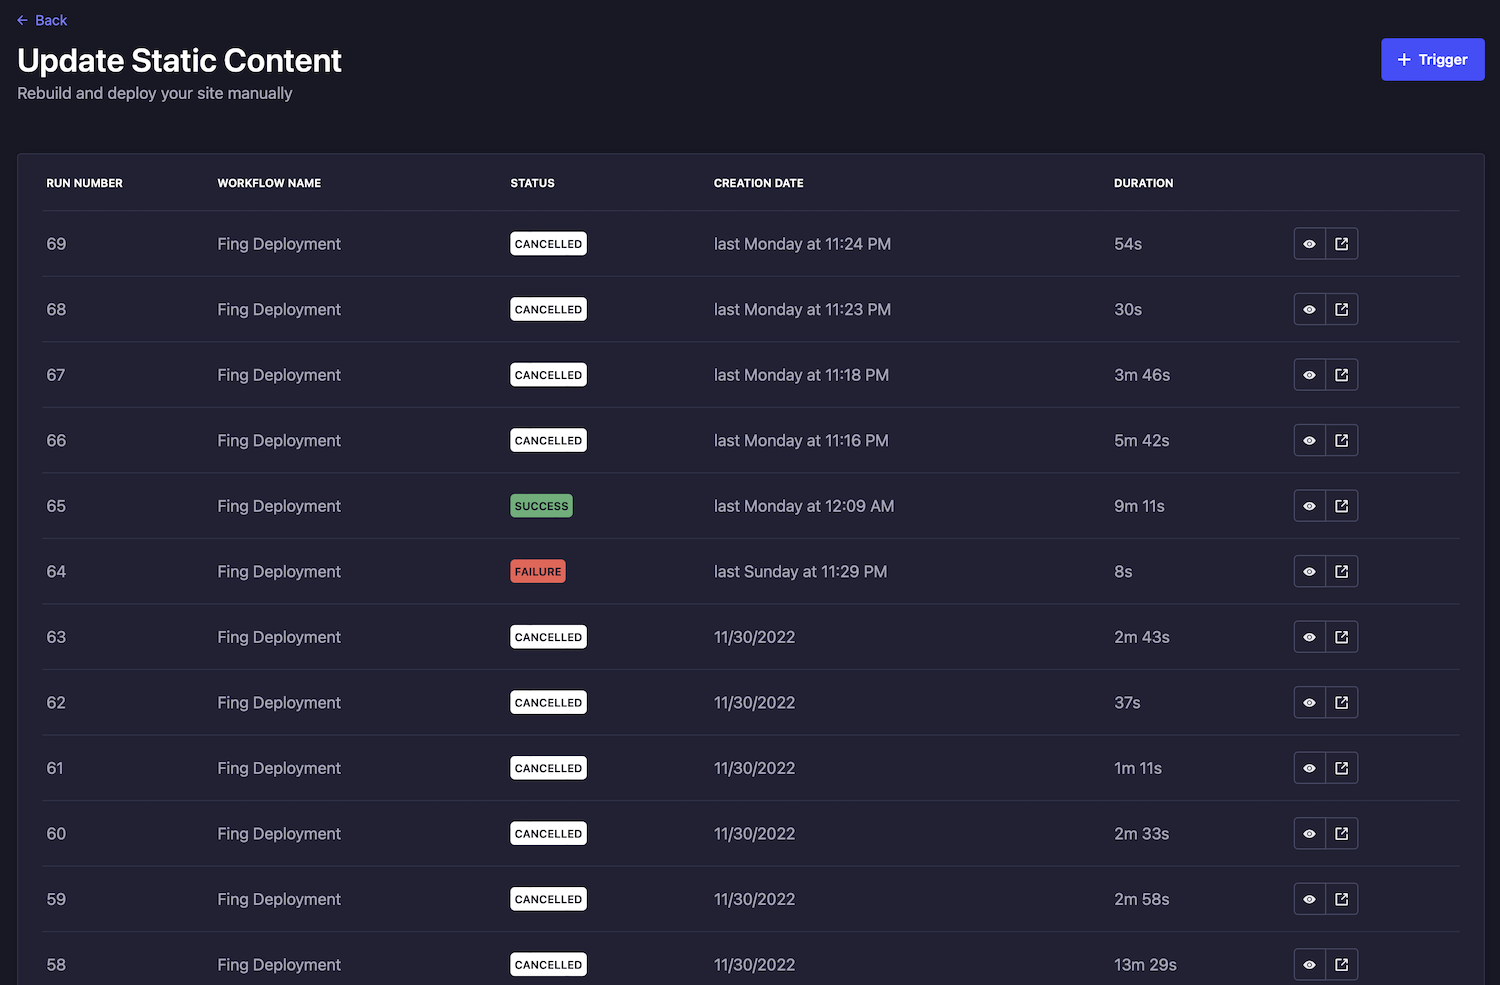 Back
Update Static Content
Rebuild and deploy your site manually
Trigger
RUN NUMBER WORKFLOW NAME STATUS CREATION DATE DURATION
69 Fing Deployment CANCELLED last Monday at 11:24 PM 54s
68 Fing Deployment CANCELLED last Monday at 11:23 PM 30s
67 Fing Deployment CANCELLED last Monday at 11:18 PM 3m 46s
66 Fing Deployment CANCELLED last Monday at 11:16 PM 5m 42s
65 Fing Deployment SUCCESS last Monday at 12:09 AM 9m 11s
64 Fing Deployment FAILURE last Sunday at 11:29 PM 8s
63 Fing Deployment CANCELLED 11/30/2022 2m 43s
62 Fing Deployment CANCELLED 11/30/2022 37s
61 Fing Deployment CANCELLED 11/30/2022 1m 11s
60 Fing Deployment CANCELLED 11/30/2022 2m 33s
59 Fing Deployment CANCELLED 11/30/2022 2m 58s
58 Fing Deployment CANCELLED 11/30/2022 13m 29s